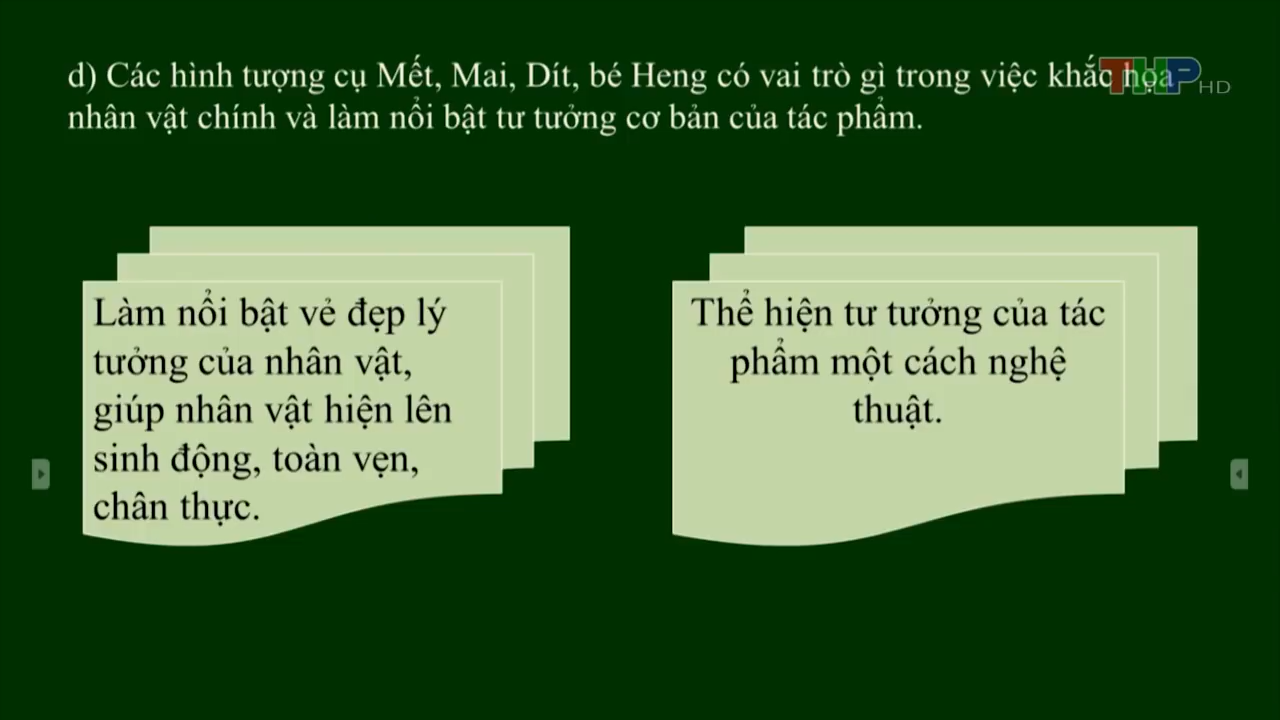 d) Các hình tượng cụ Mết, Mai, Dít, bé Heng có vai trò gì trong việc khắc họa
THP HD
nhân vật chính và làm nổi bật tư tưởng cơ bản của tác phẩm.
Làm nổi bật vẻ đẹp lý
tưởng của nhân vật,
giúp nhân vật hiện lên
sinh động, toàn vẹn,
chân thực.
Thể hiện tư tưởng của tác
phẩm một cách nghệ
thuật.